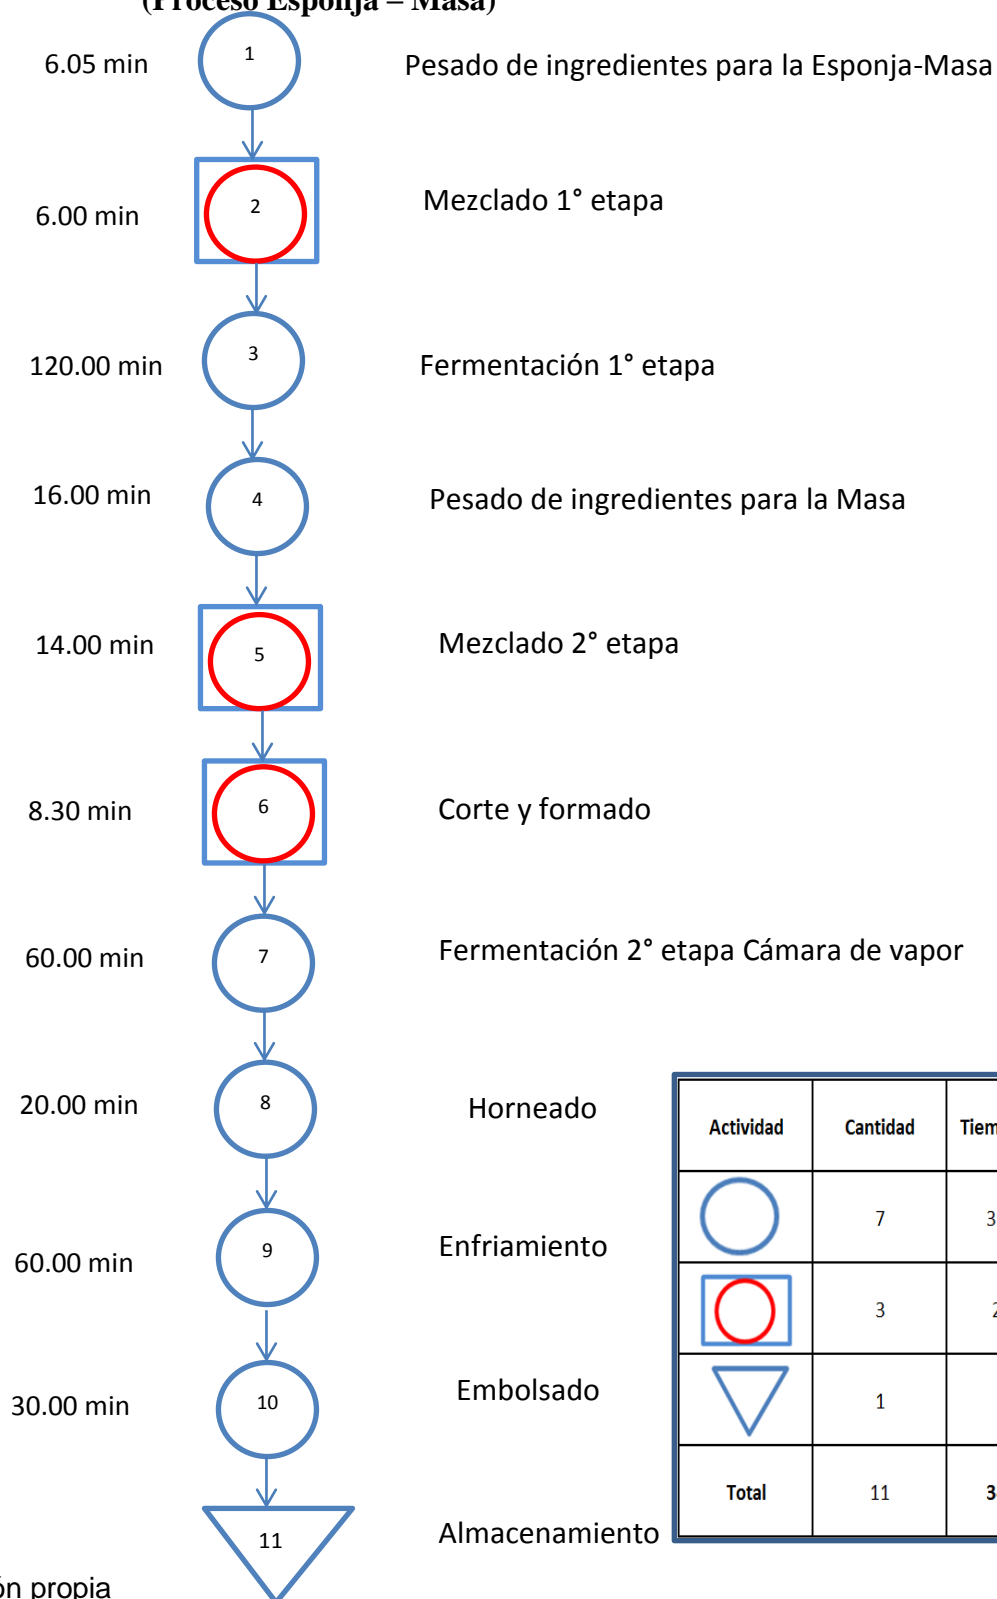 (Proceso Esponja – Masa)
6.05 min 1 Pesado de ingredientes para la Esponja-Masa
6.00 min 2 Mezclado 1° etapa
120.00 min 3 Fermentación 1° etapa
16.00 min 4 Pesado de ingredientes para la Masa
14.00 min 5 Mezclado 2° etapa
8.30 min 6 Corte y formado
60.00 min 7 Fermentación 2° etapa Cámara de vapor
20.00 min 8 Horneado
60.00 min 9 Enfriamiento
30.00 min 10 Embolsado
11 Almacenamiento
Actividad Cantidad
7
3
1
Total 11
propia